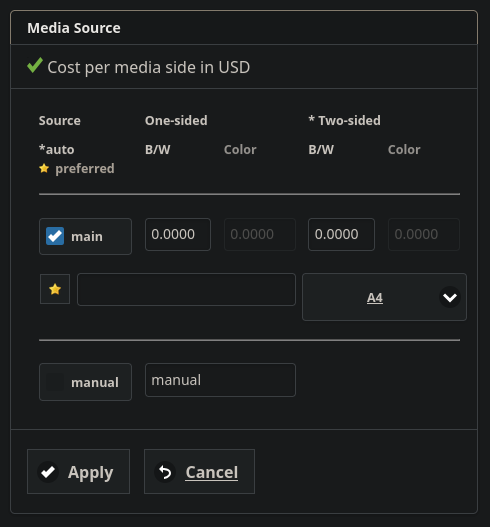 Media Source
Cost per media side in USD
Source One-sided * Two-sided
*auto B/W Color B/W Color
preferred
main 0.0000 0.0000 0.0000 0.0000
A4
manual manual
Apply Cancel